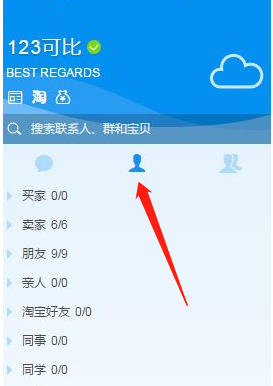 123可比
BEST REGARDS
淘
搜索联系人、群和宝贝
买家 0/0
卖家 6/6
朋友 9/9
亲人 0/0
淘宝好友 0/0
同事 0/0
同学 0/0